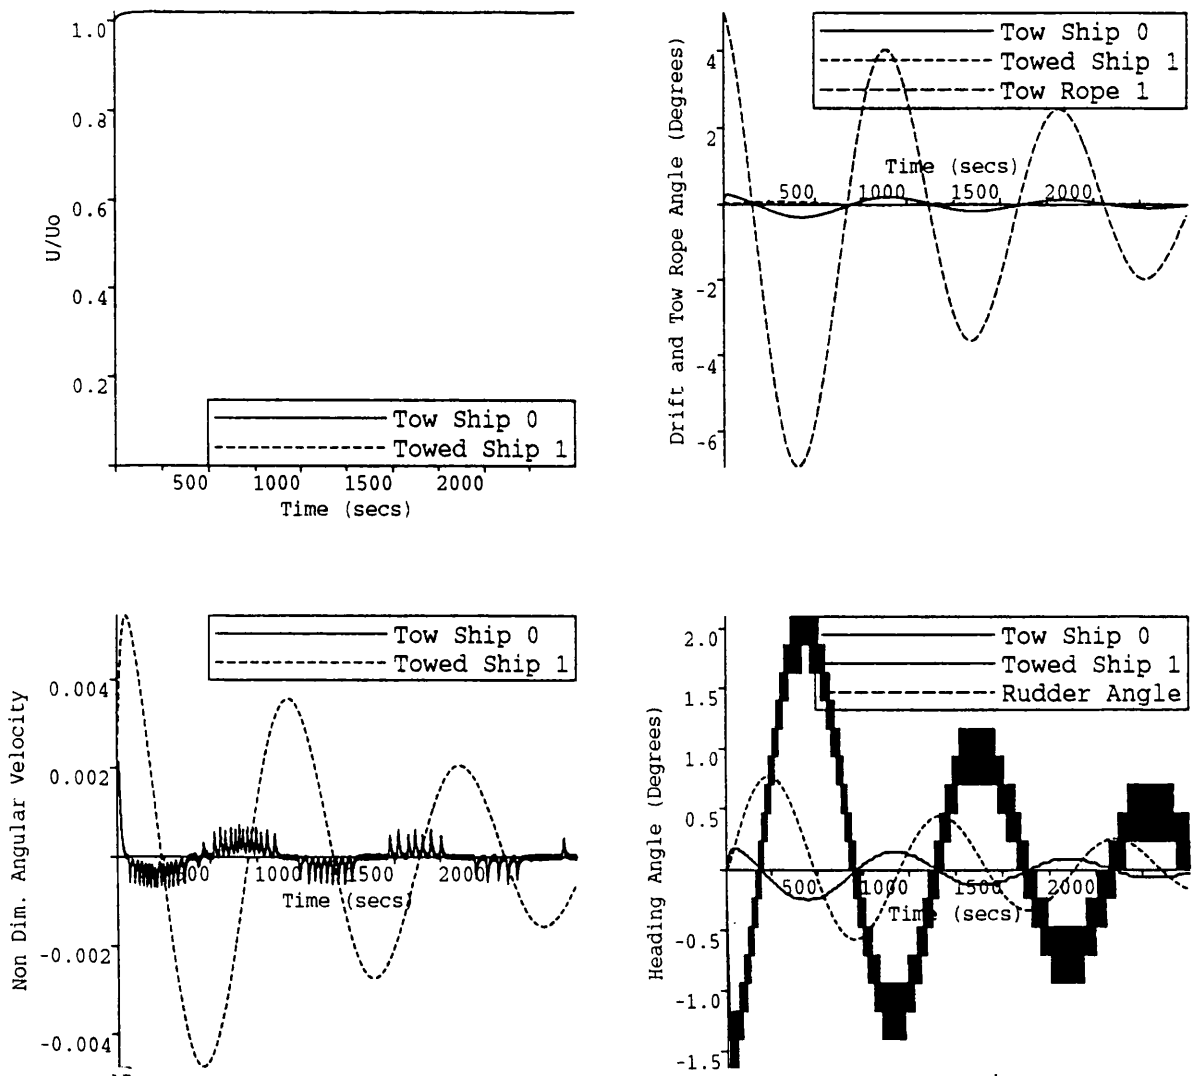 1.0
0.8
0.6
0.4
0.2
U/Uo
Tow Ship 0
Towed Ship 1
500 1000 1500 2000
Time (secs)
4
2
-2
-4
-6
Drift and Tow Rope Angle (Degrees)
Tow Ship 0
Towed Ship 1
Tow Rope 1
Time (secs)
500 1000 1500 2000
0.004
0.002
-0.002
-0.004
Non Dim. Angular Velocity
Tow Ship 0
Towed Ship 1
1000 1500 2000
Time (secs)
2.0
1.5
1.0
0.5
-0.5
-1.0
-1.5
Heading Angle (Degrees)
Tow Ship 0
Towed Ship 1
Rudder Angle
500 1000 1500 2000
Time (secs)